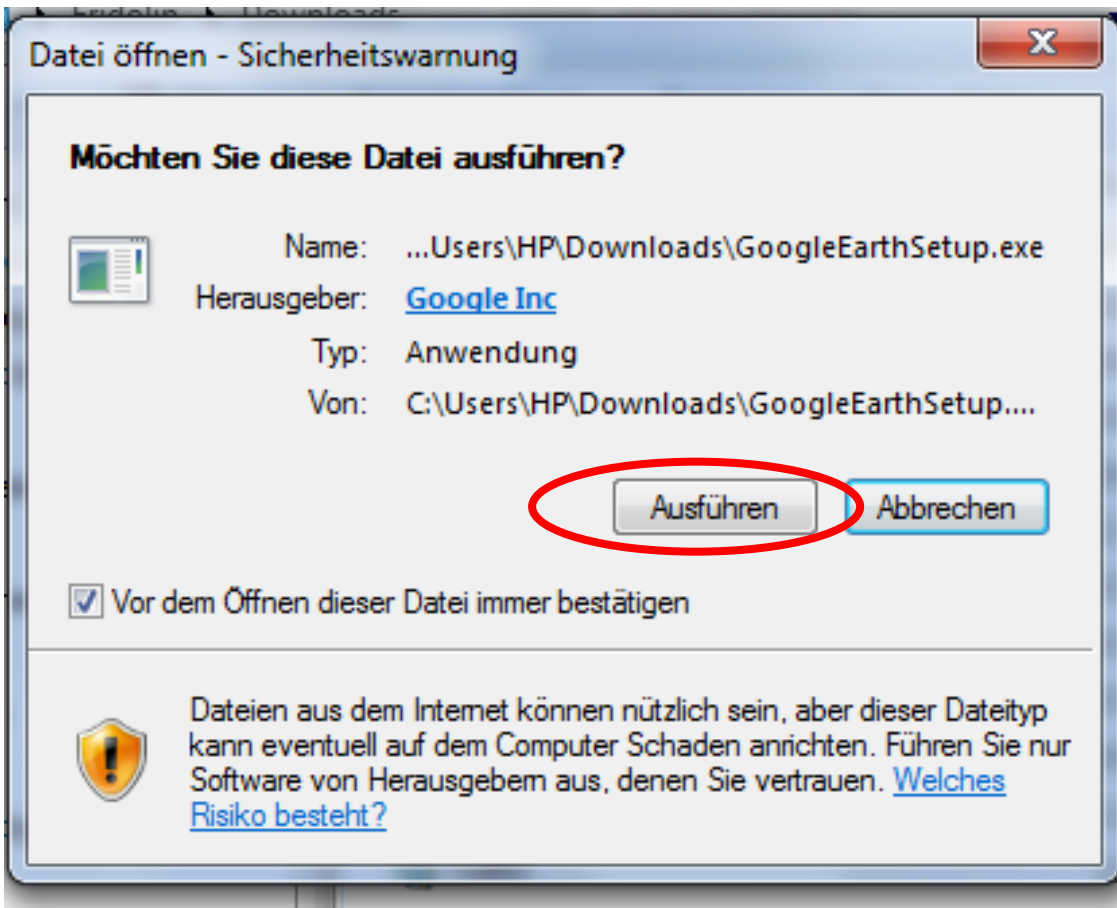 Fridolin Downloads
Datei öffnen - Sicherheitswarnung
Möchten Sie diese Datei ausführen?
Name: ...Users\HP\Downloads\GoogleEarthSetup.exe
Herausgeber: Google Inc
Typ: Anwendung
Von: C:\Users\HP\Downloads\GoogleEarthSetup....
Ausführen Abbrechen
Vor dem Öffnen dieser Datei immer bestätigen
Dateien aus dem Internet können nützlich sein, aber dieser Dateityp
kann eventuell auf dem Computer Schaden anrichten. Führen Sie nur
Software von Herausgebern aus, denen Sie vertrauen. Welches
Risiko besteht?